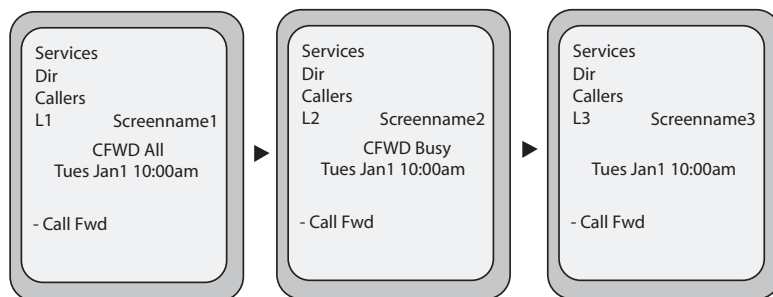 Services
Dir
Callers
L1 Screenname1
CFWD All
Tues Jan1 10:00am
- Call Fwd
Services
Dir
Callers
L2 Screenname2
CFWD Busy
Tues Jan1 10:00am
- Call Fwd
Services
Dir
Callers
L3 Screenname3
Tues Jan1 10:00am
- Call Fwd